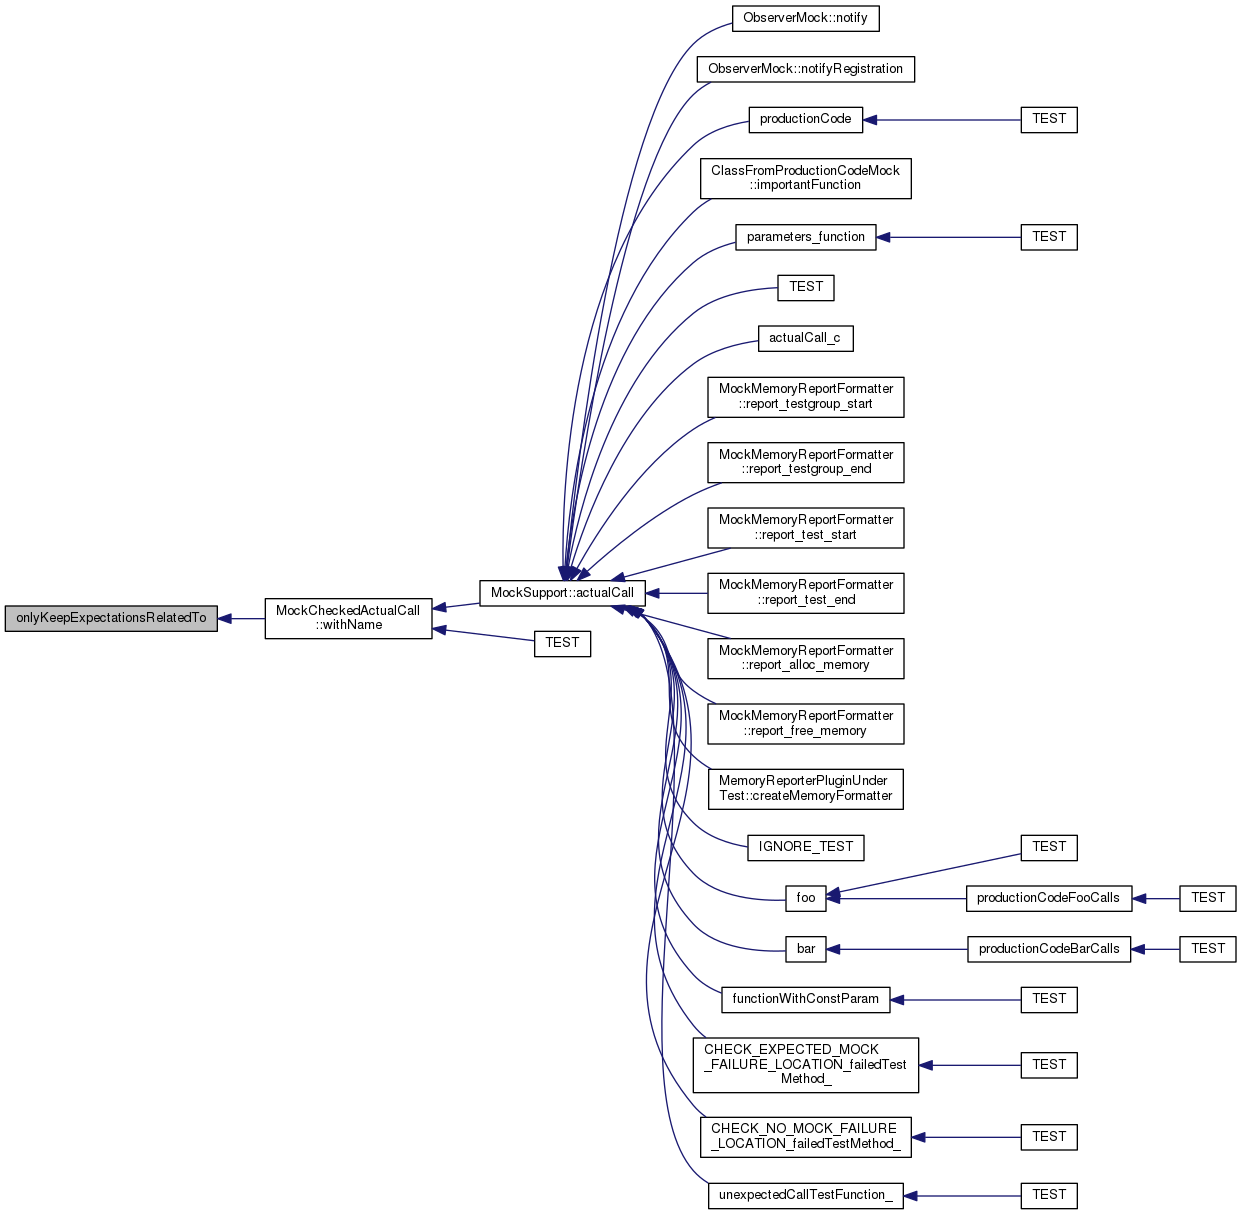 ObserverMock::notify
ObserverMock::notifyRegistration
productionCode
TEST
ClassFromProductionCodeMock
::importantFunction
parameters_function
TEST
TEST
actualCall_c
MockMemoryReportFormatter
::report_testgroup_start
MockMemoryReportFormatter
::report_testgroup_end
MockMemoryReportFormatter
::report_test_start
MockSupport::actualCall
MockMemoryReportFormatter
::report_test_end
onlyKeepExpectationsRelatedTo
MockCheckedActualCall
::withName
TEST
MockMemoryReportFormatter
::report_alloc_memory
MockMemoryReportFormatter
::report_free_memory
MemoryReporterPluginUnder
Test::createMemoryFormatter
IGNORE_TEST
TEST
foo
productionCodeFooCalls
TEST
bar
productionCodeBarCalls
TEST
functionWithConstParam
TEST
CHECK_EXPECTED_MOCK
_FAILURE_LOCATION_failedTest
Method_
TEST
CHECK_NO_MOCK_FAILURE
_LOCATION_failedTestMethod_
TEST
unexpectedCallTestFunction_
TEST